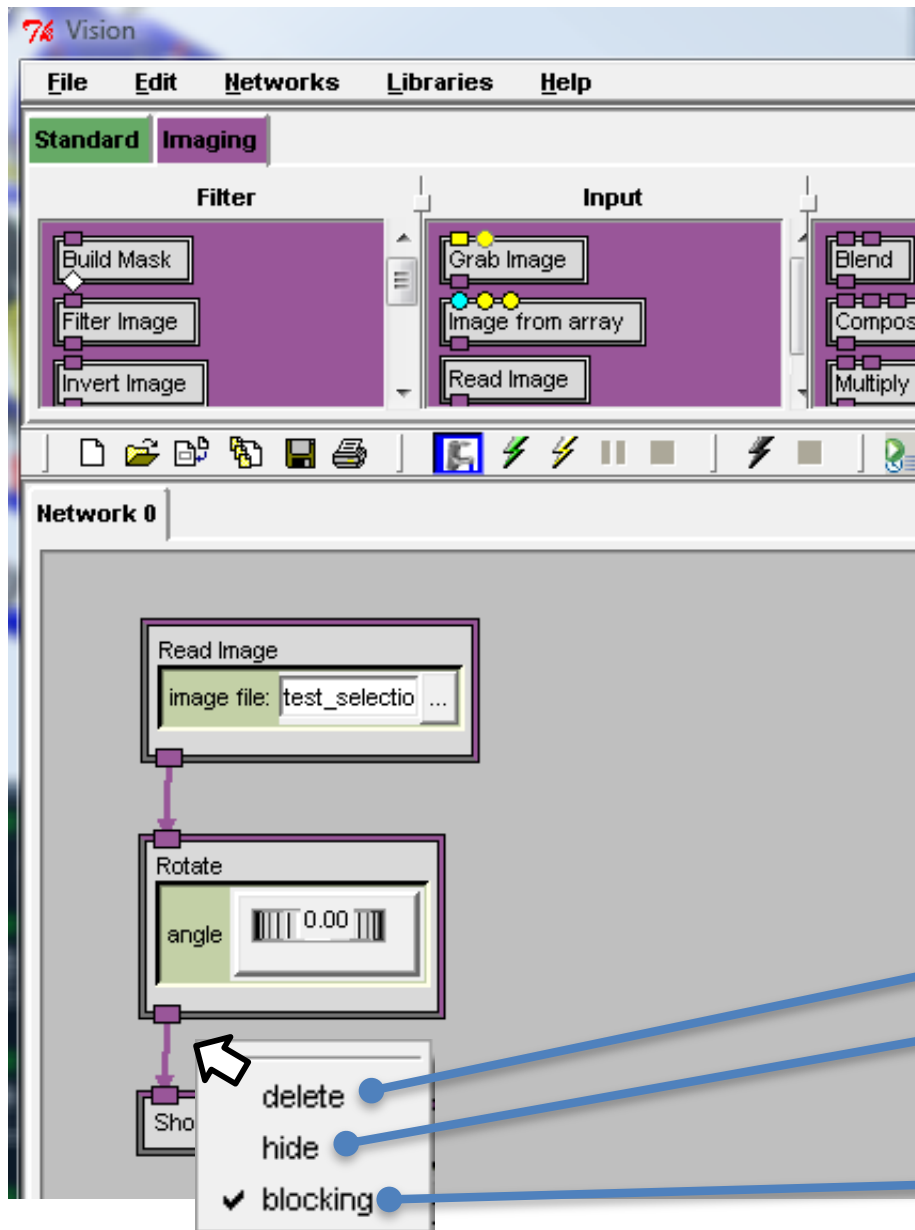 Vision
File Edit Networks Libraries Help
Standard Imaging
Filter Input
Build Mask Grab Image Blend
Filter Image Image from array Compos
Invert Image Read Image Multiply
Network 0
Read Image
image file: test_selectio ...
Rotate
angle 0.00
Sho
delete
hide
blocking